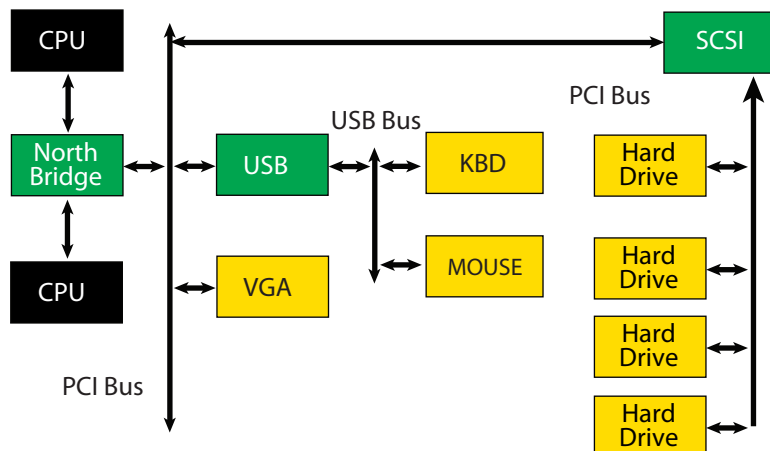 CPU
SCSI
PCI Bus
USB Bus
North
Bridge
USB
KBD
Hard
Drive
CPU
VGA
MOUSE
Hard
Drive
Hard
Drive
PCI Bus
Hard
Drive